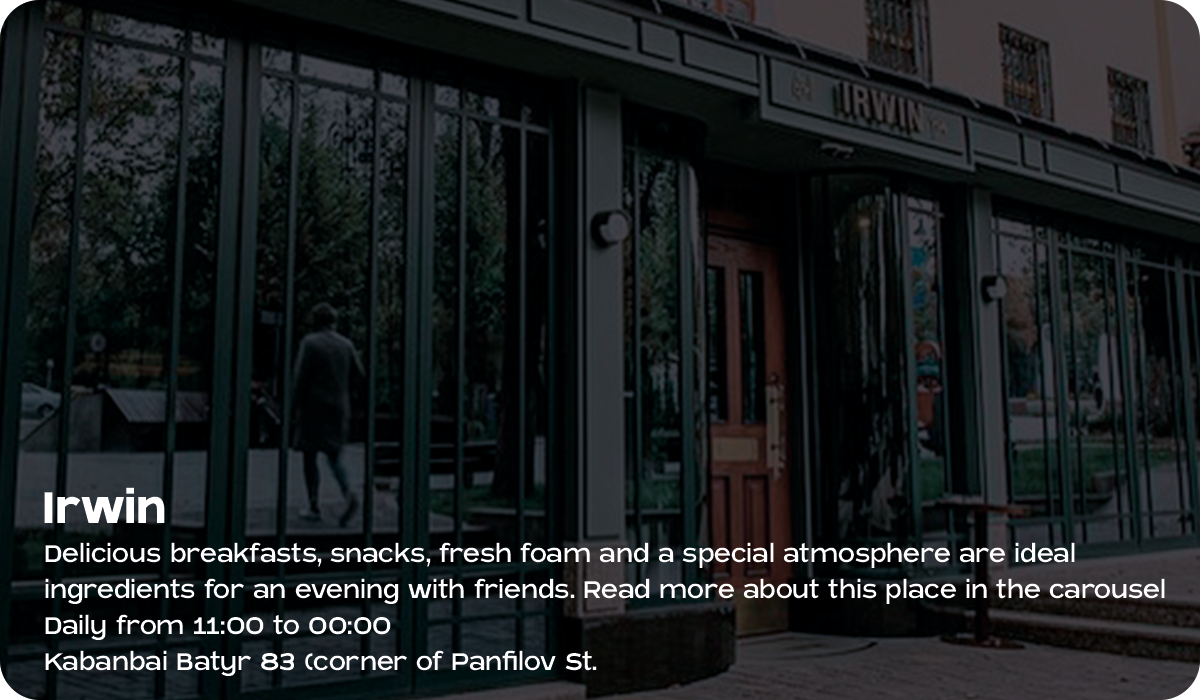 IRWIN
Irwin
Delicious breakfasts, snacks, fresh foam and a special atmosphere are ideal
ingredients for an evening with friends. Read more about this place in the carousel
Daily from 11:00 to 00:00
Kabanbai Batyr 83 (corner of Panfilov St.